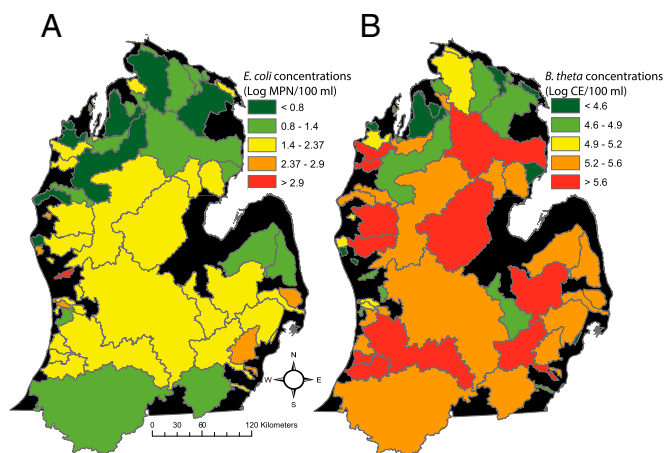 A
E. coli concentrations
(Log MPN/100 ml)
< 0.8
0.8 - 1.4
1.4 - 2.37
2.37 - 2.9
> 2.9
N
W E
S
0 30 60 120 Kilometers
B
B. theta concentrations
(Log CE/100 ml)
< 4.6
4.6 - 4.9
4.9 - 5.2
5.2 - 5.6
> 5.6